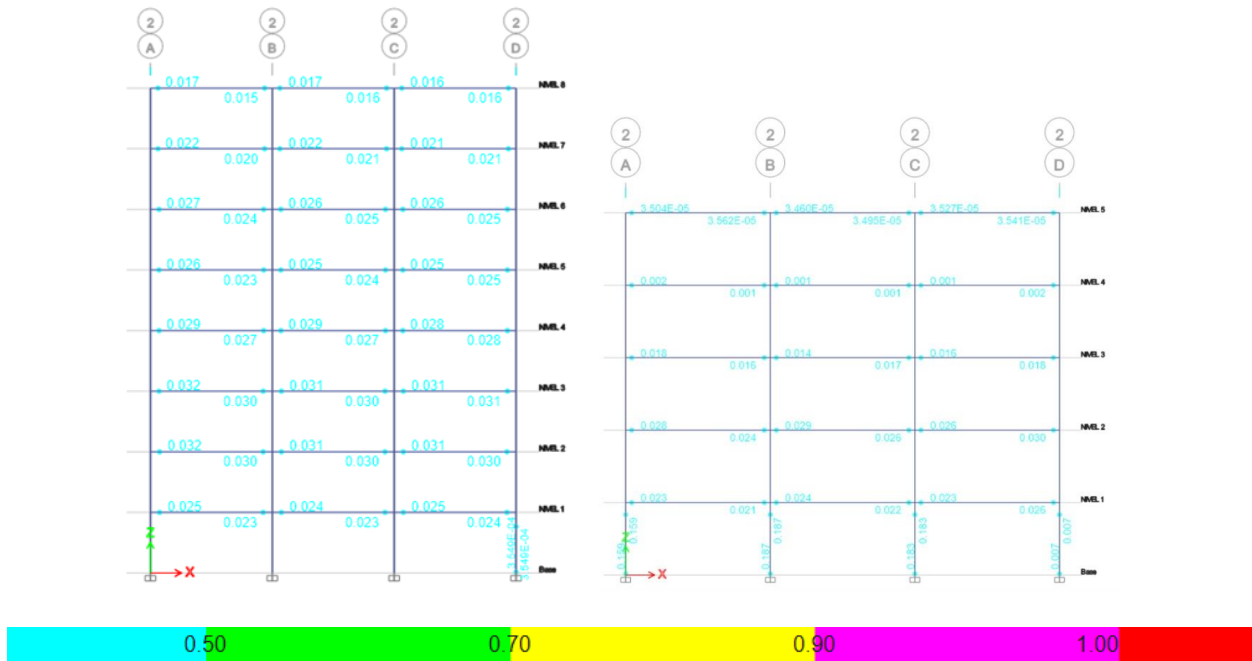 2 2 2 2
A B C D
0.017 0.017 0.016 NIVEL 8
0.015 0.016 0.016
0.022 0.022 0.021 NIVEL 7
0.020 0.021 0.021
0.027 0.026 0.026 NIVEL 6
0.024 0.025 0.025
0.026 0.025 0.025 NIVEL 5
0.023 0.024 0.025
0.029 0.029 0.028 NIVEL 4
0.027 0.027 0.028
0.032 0.031 0.031 NIVEL 3
0.030 0.030 0.031
0.032 0.031 0.031 NIVEL 2
0.030 0.030 0.030
0.025 0.024 0.025 NIVEL 1
0.023 0.023 0.024
3.549E-04
3.549E-04
Z
X
Base
2 2 2 2
A B C D
3.504E-05 3.460E-05 3.527E-05 NIVEL 5
3.562E-05 3.495E-05 3.541E-05
0.002 0.001 0.001 NIVEL 4
0.001 0.001 0.002
0.018 0.014 0.016 NIVEL 3
0.016 0.017 0.018
0.028 0.029 0.026 NIVEL 2
0.024 0.026 0.030
0.023 0.024 0.023 NIVEL 1
0.021 0.022 0.026
0.159 0.187 0.183 0.007
0.159 0.187 0.183 0.007
Z
X
Base
0.50 0.70 0.90 1.00